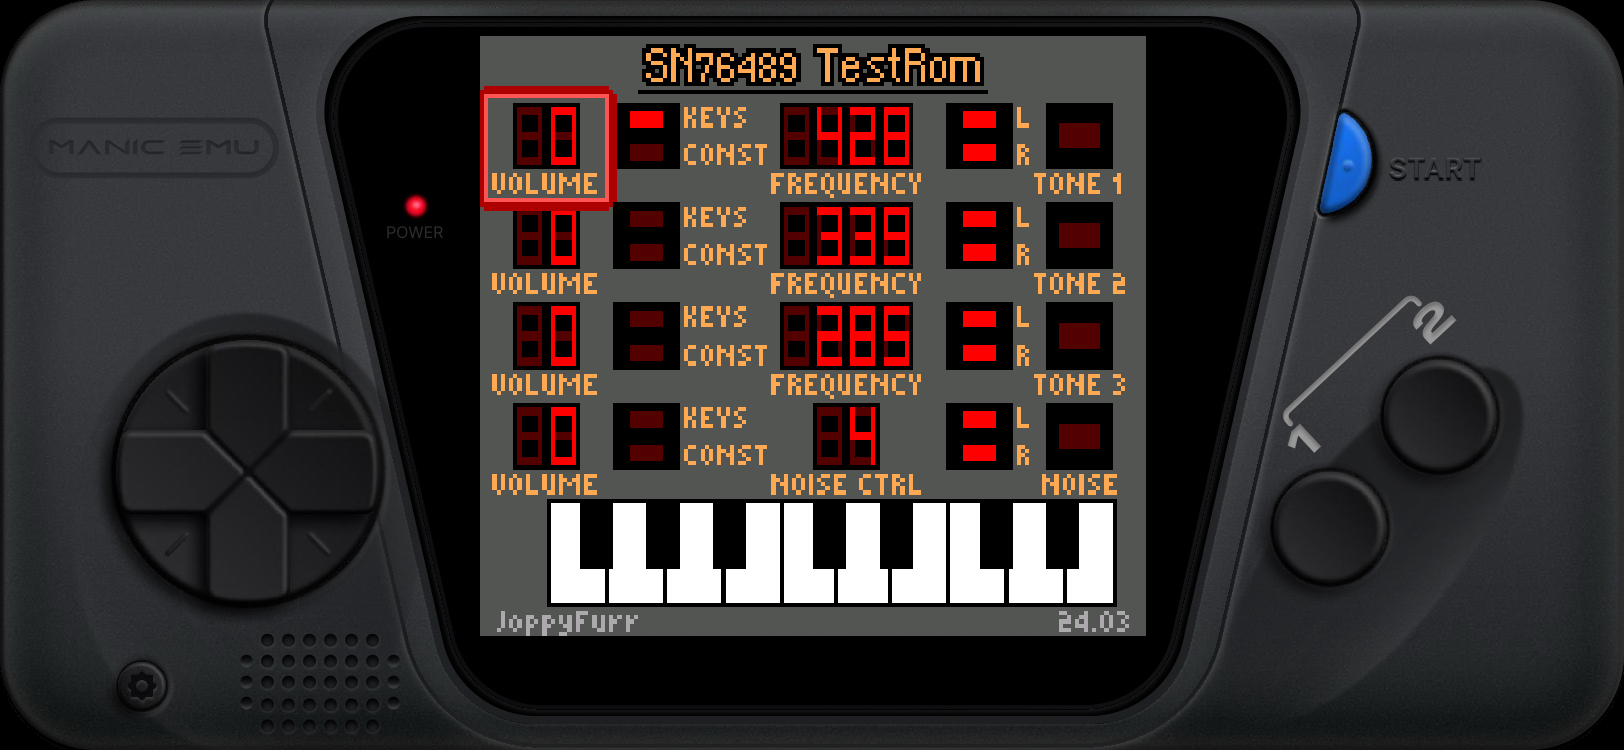 SN76489 TestRom
MANIC EMU
POWER
START
2
1
0 KEYS 428 L
CONST R
VOLUME FREQUENCY TONE 1
0 KEYS 339 L
CONST R
VOLUME FREQUENCY TONE 2
0 KEYS 285 L
CONST R
VOLUME FREQUENCY TONE 3
0 KEYS 4 L
CONST R
VOLUME NOISE CTRL NOISE
JoppyFurr 24.03